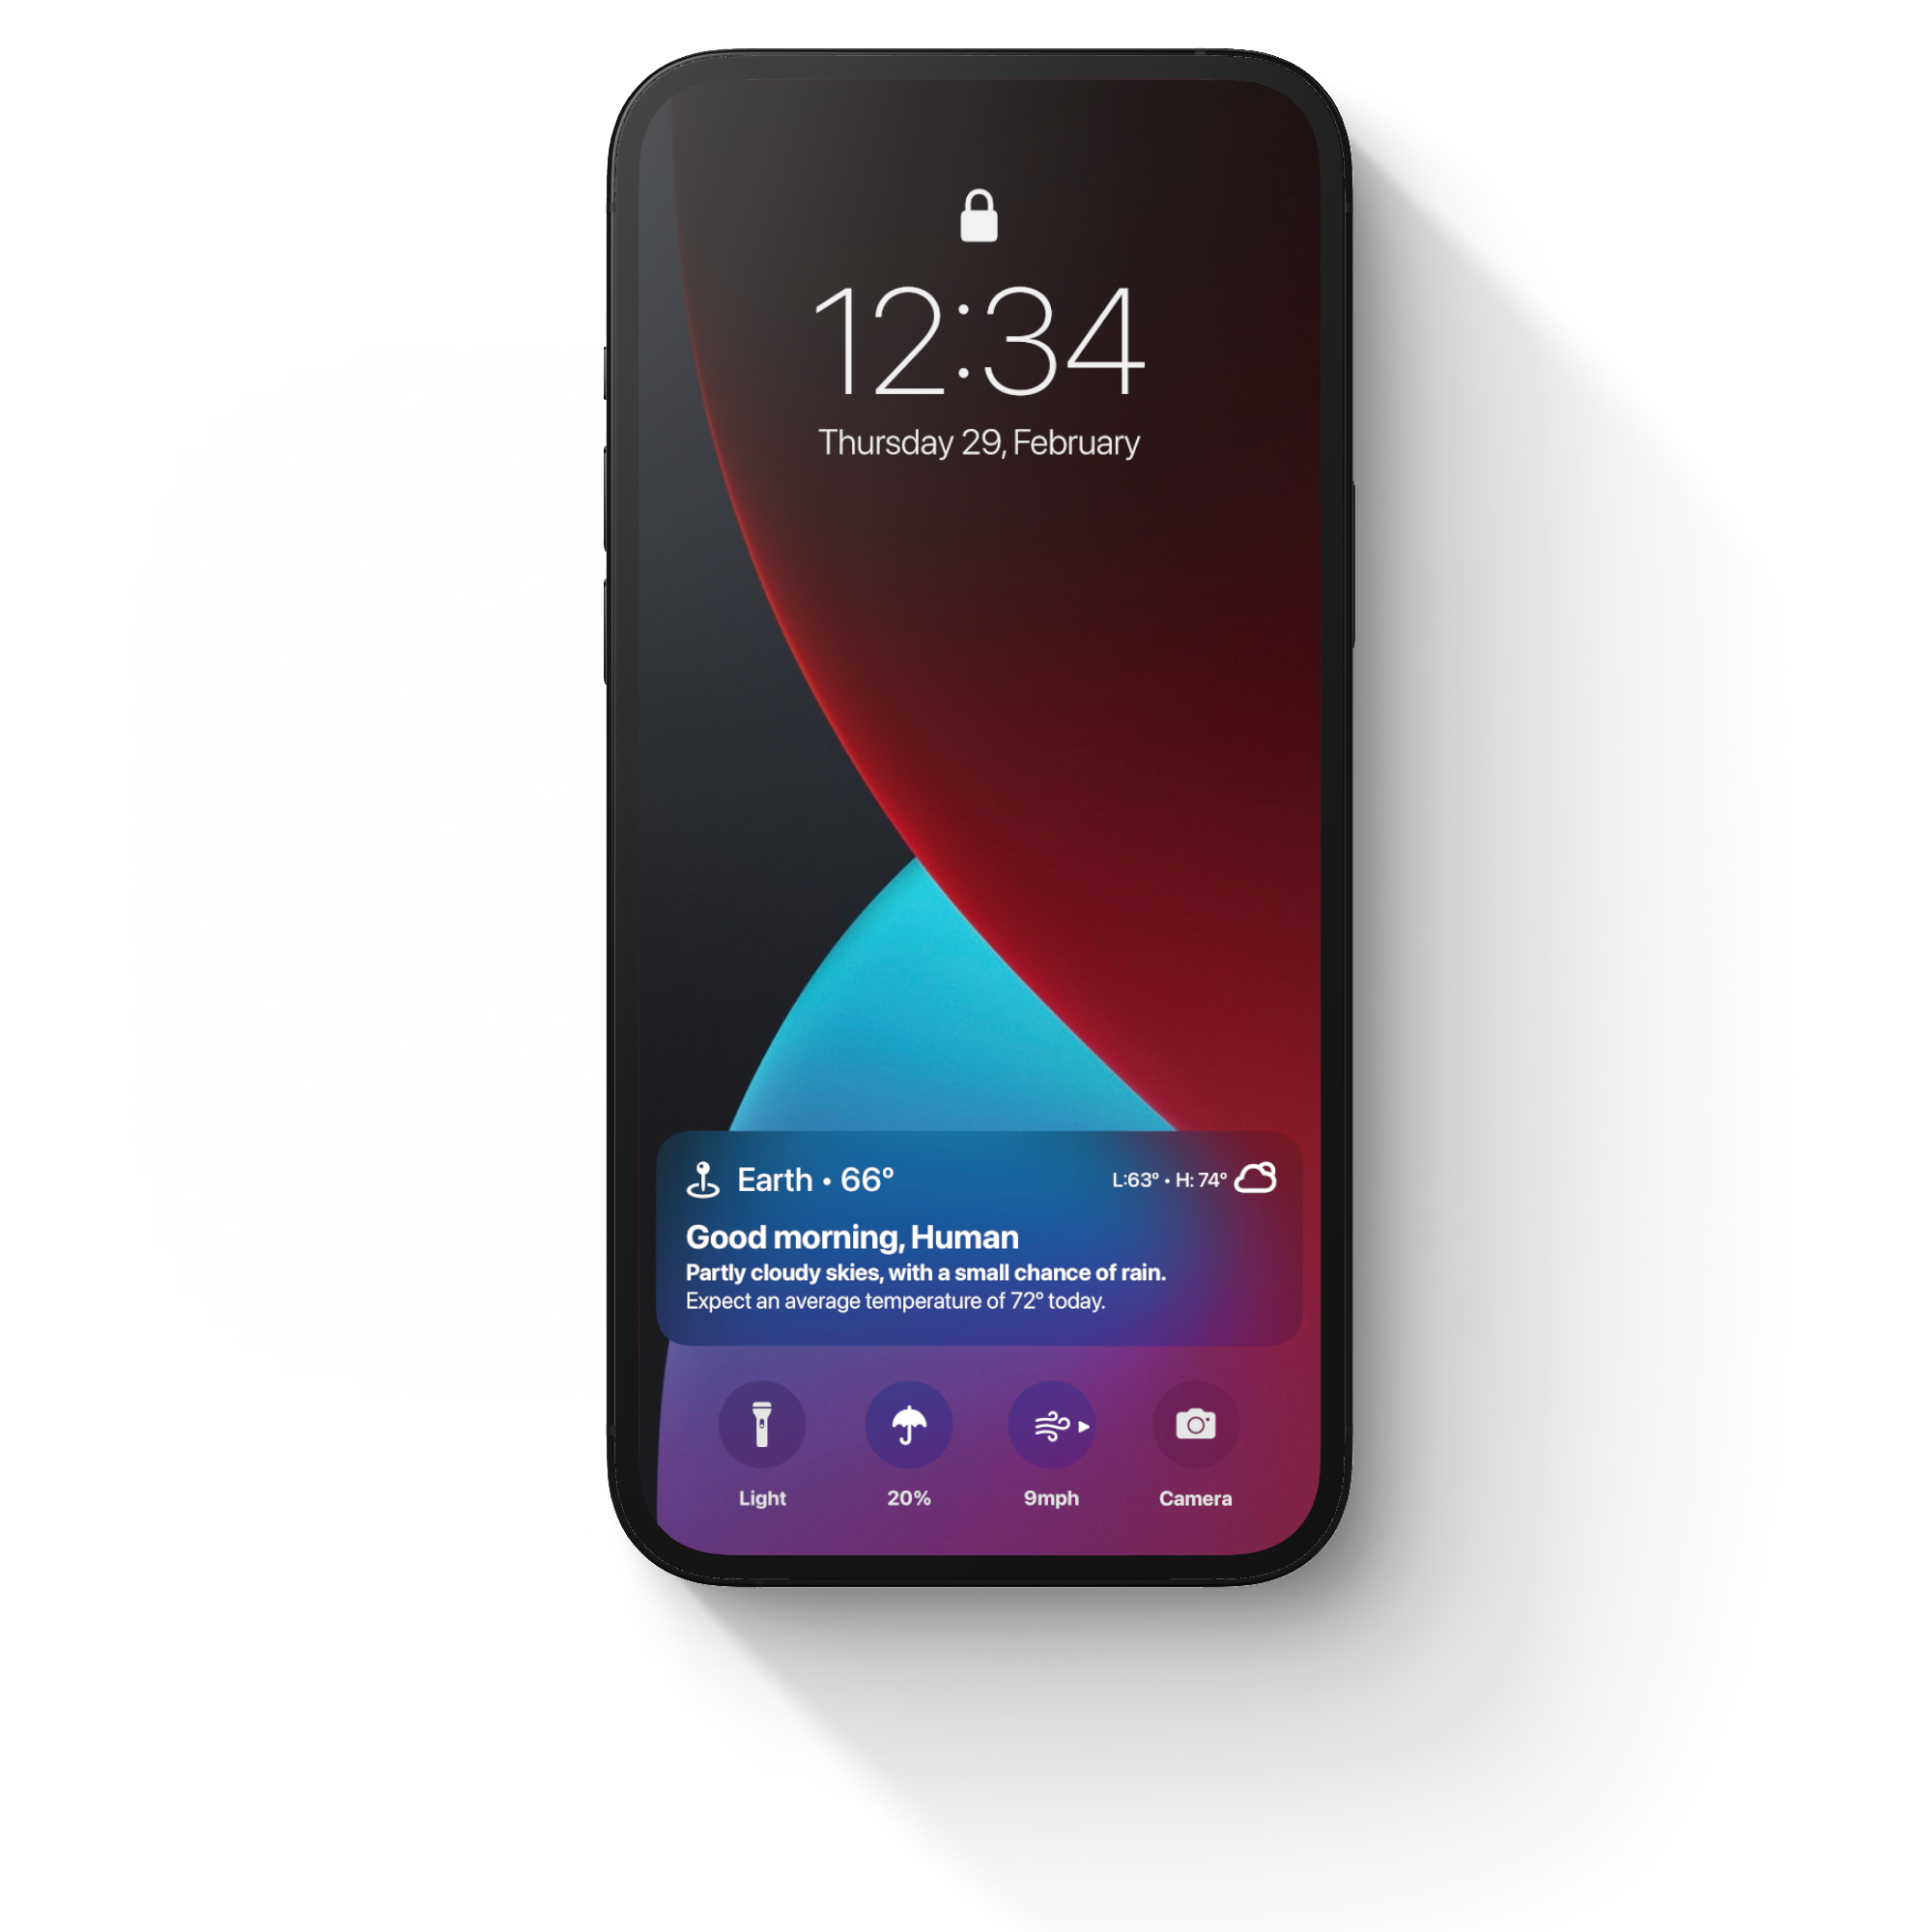 12:34
Thursday 29, February
Earth • 66°
L:63° • H: 74°
Good morning, Human
Partly cloudy skies, with a small chance of rain.
Expect an average temperature of 72° today.
Light
20%
9mph
Camera